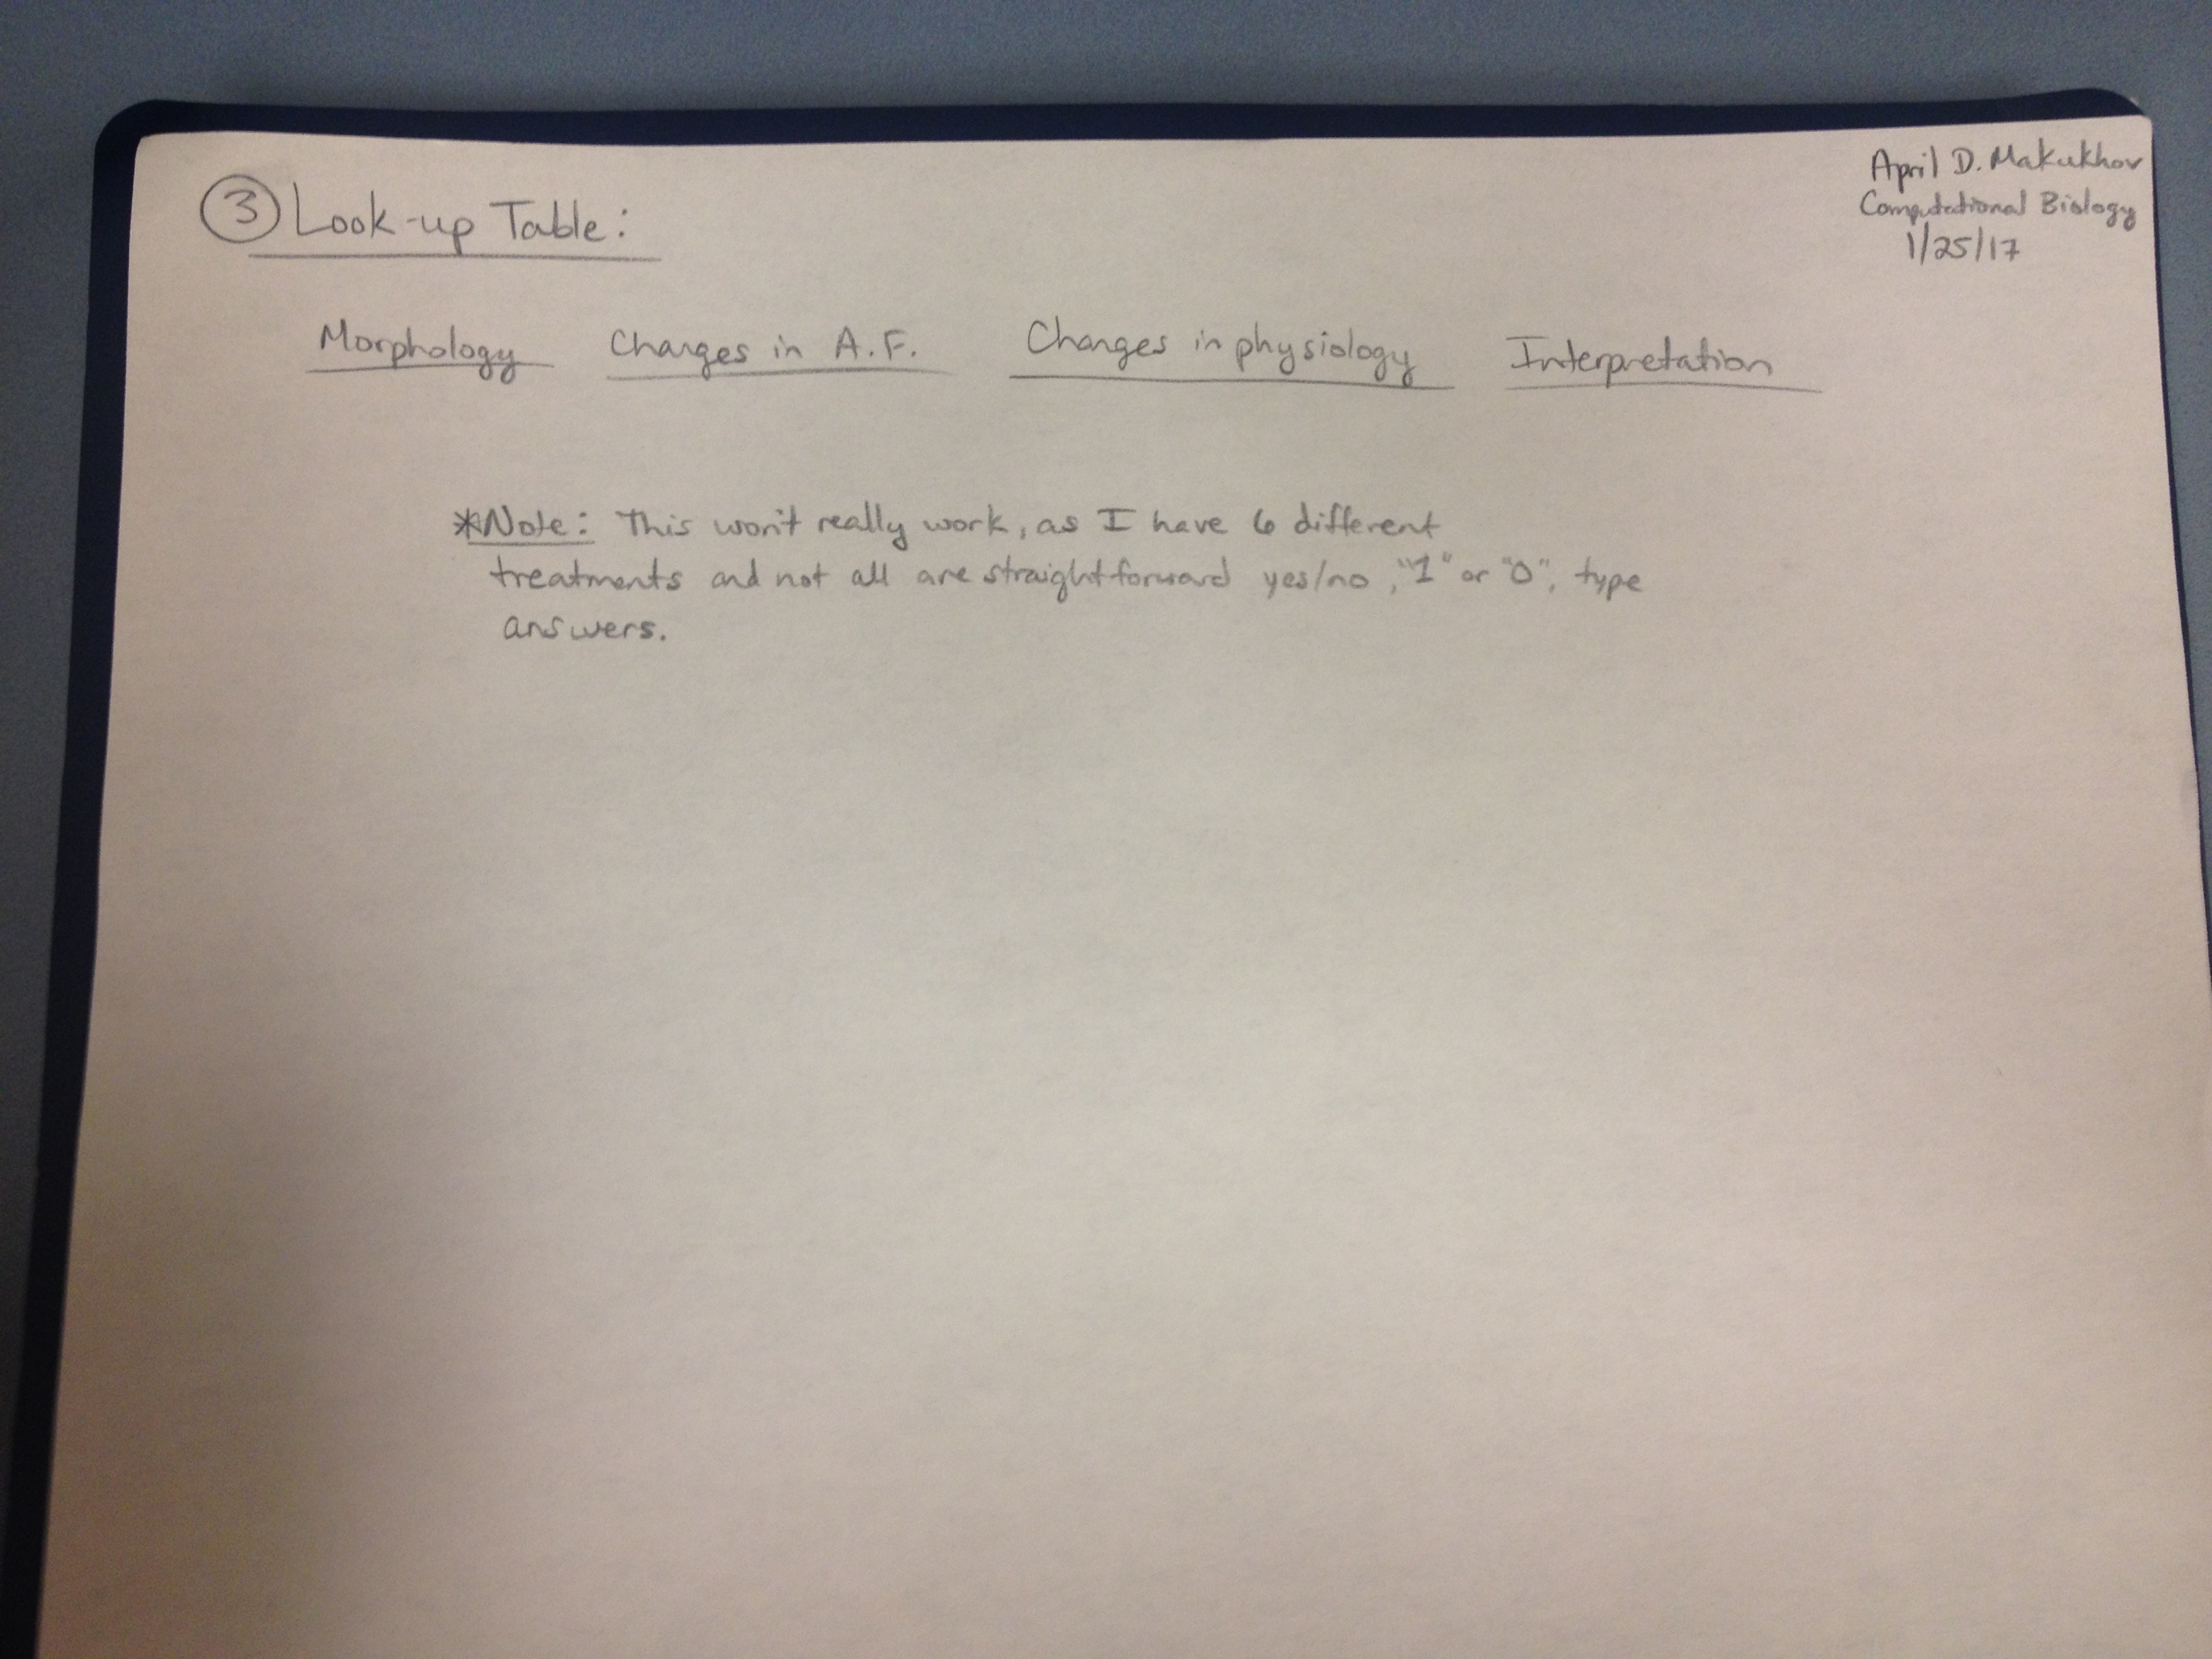 April D. Makukhov
Computational Biology
1/25/17
③ Look-up Table:
Morphology Changes in A.F. Changes in physiology Interpretation
*Note: This won't really work, as I have 6 different
treatments and not all are straightforward yes/no, "1" or "0", type
answers.